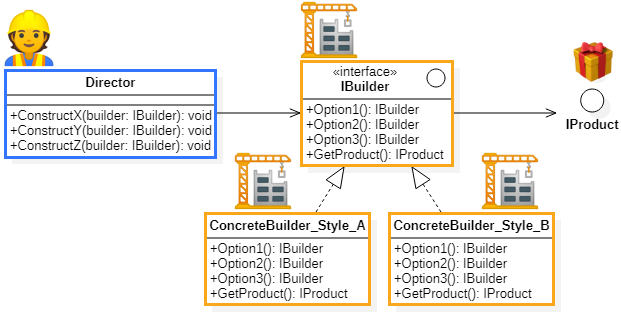 Director
+ConstructX(builder: IBuilder): void
+ConstructY(builder: IBuilder): void
+ConstructZ(builder: IBuilder): void
«interface»
IBuilder
+Option1(): IBuilder
+Option2(): IBuilder
+Option3(): IBuilder
+GetProduct(): IProduct
IProduct
ConcreteBuilder_Style_A
+Option1(): IBuilder
+Option2(): IBuilder
+Option3(): IBuilder
+GetProduct(): IProduct
ConcreteBuilder_Style_B
+Option1(): IBuilder
+Option2(): IBuilder
+Option3(): IBuilder
+GetProduct(): IProduct